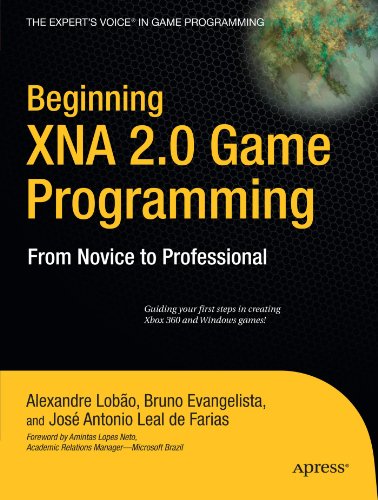 THE EXPERT'S VOICE® IN GAME PROGRAMMING
Beginning
XNA 2.0 Game
Programming
From Novice to Professional
Guiding your first steps in creating
Xbox 360 and Windows games!
Alexandre Lobão, Bruno Evangelista,
and José Antonio Leal de Farias
Foreword by Amintas Lopes Neto,
Academic Relations Manager—Microsoft Brazil
Apress®